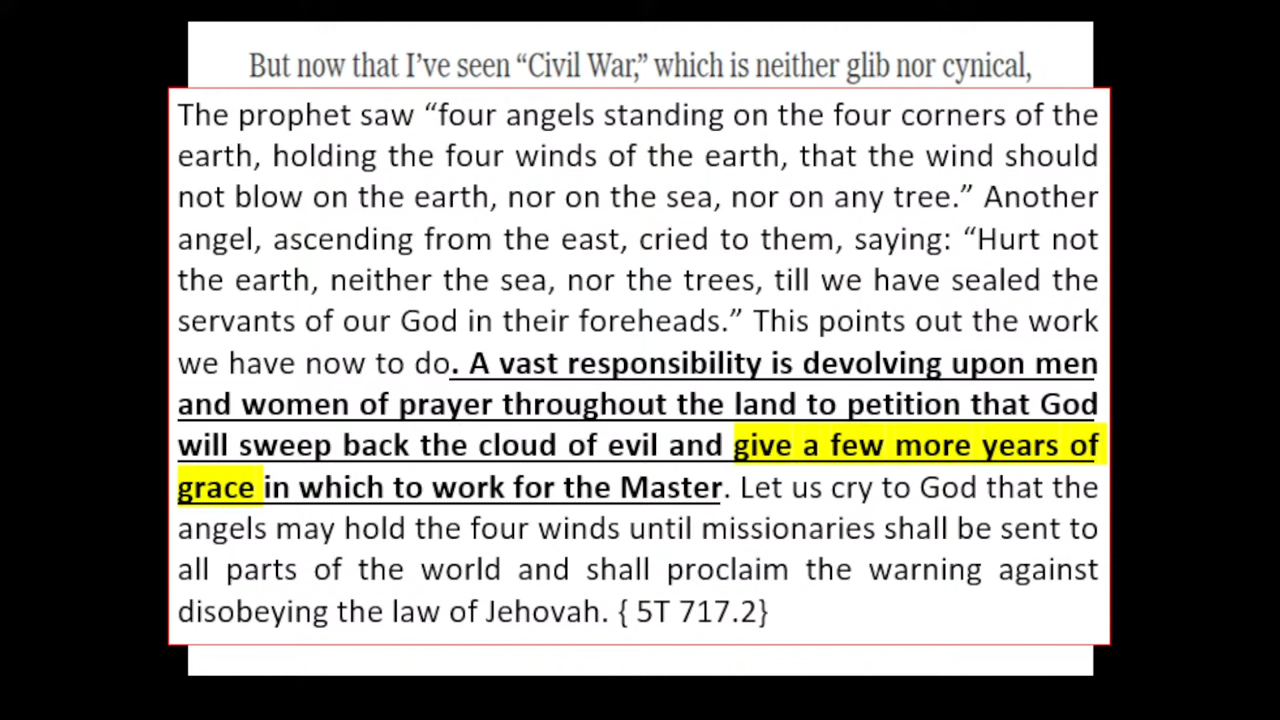 But now that I’ve seen “Civil War,” which is neither glib nor cynical,
The prophet saw “four angels standing on the four corners of the
earth, holding the four winds of the earth, that the wind should
not blow on the earth, nor on the sea, nor on any tree.” Another
angel, ascending from the east, cried to them, saying: “Hurt not
the earth, neither the sea, nor the trees, till we have sealed the
servants of our God in their foreheads.” This points out the work
we have now to do. A vast responsibility is devolving upon men
and women of prayer throughout the land to petition that God
will sweep back the cloud of evil and give a few more years of
grace in which to work for the Master. Let us cry to God that the
angels may hold the four winds until missionaries shall be sent to
all parts of the world and shall proclaim the warning against
disobeying the law of Jehovah. { 5T 717.2}